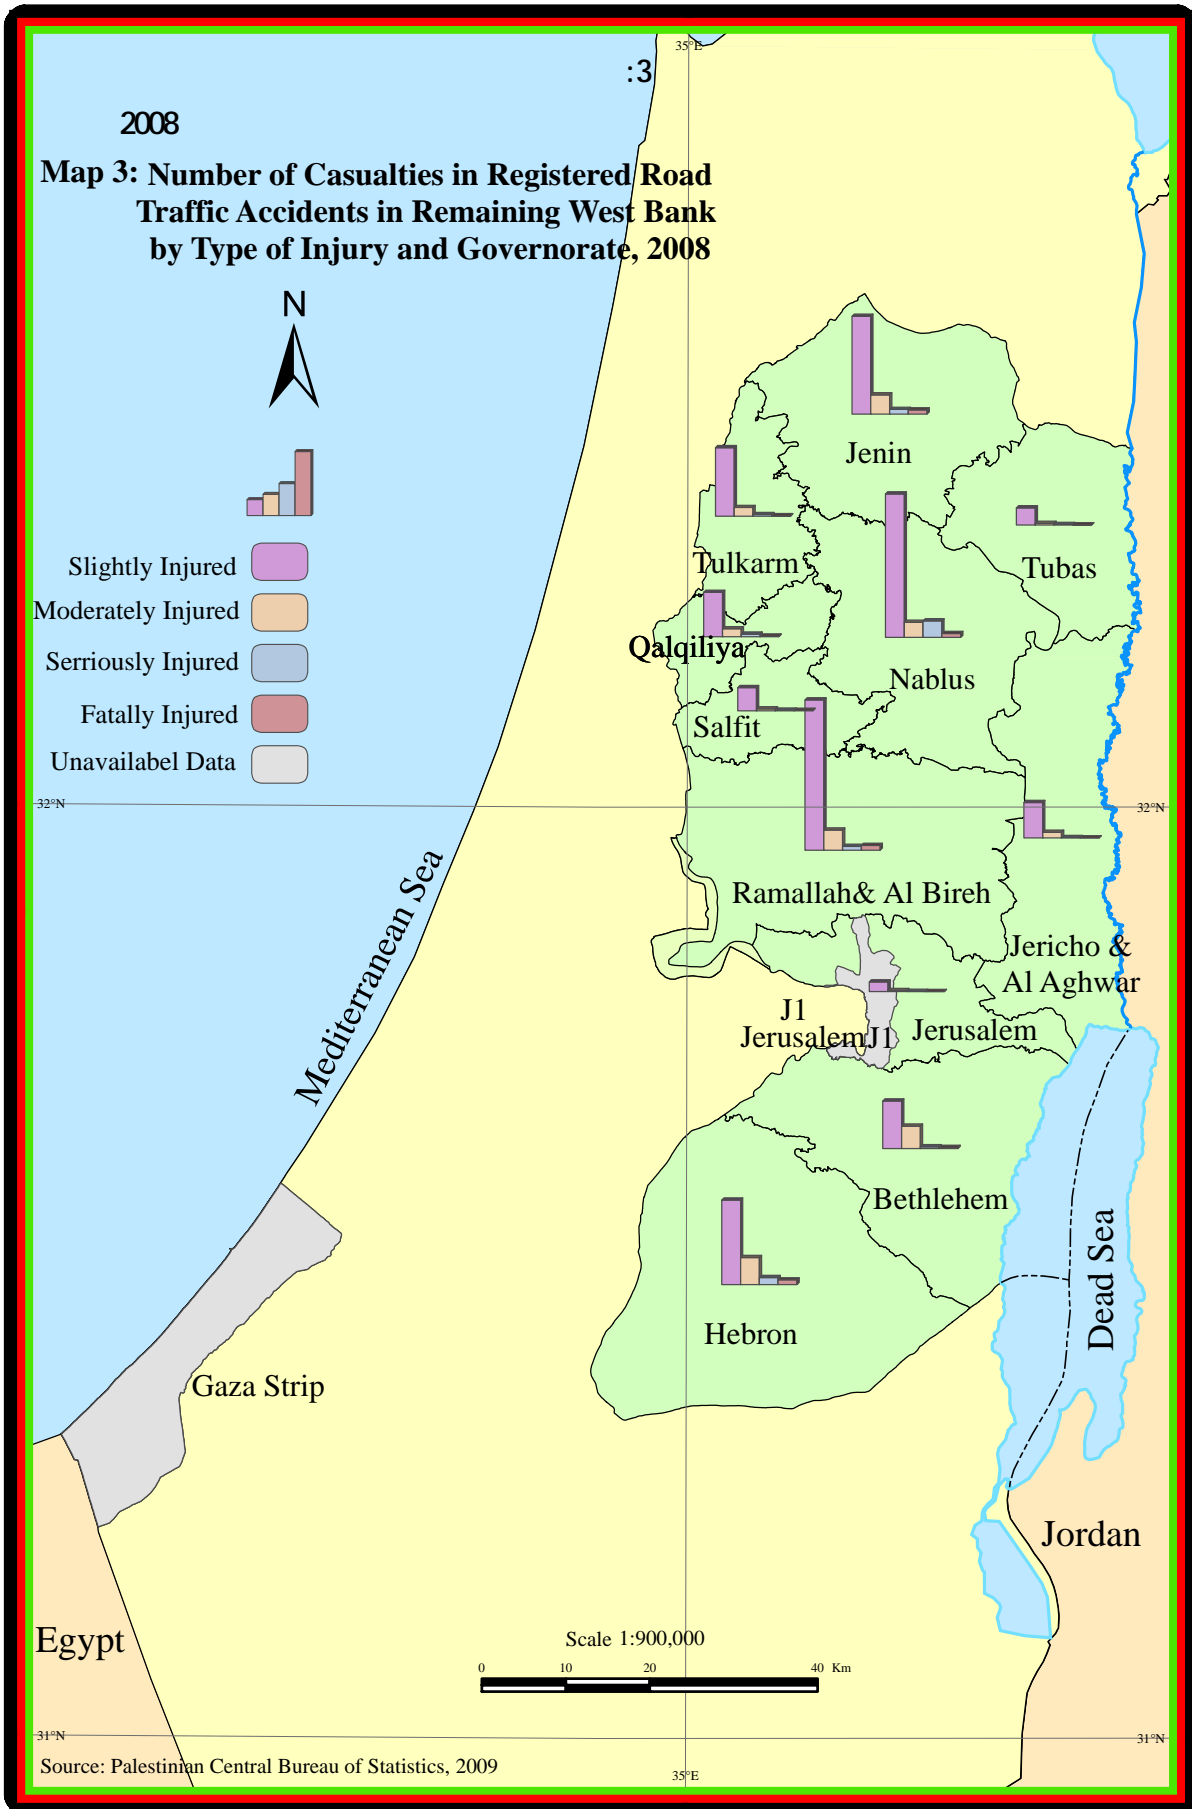 35°E
:3
2008
Map 3: Number of Casualties in Registered Road
Traffic Accidents in Remaining West Bank
by Type of Injury and Governorate, 2008
N
Slightly Injured
Moderately Injured
Serriously Injured
Fatally Injured
Unavailabel Data
Jenin
Tulkarm
Tubas
Qalqiliya
Nablus
Salfit
32°N
32°N
Ramallah& Al Bireh
Jericho &
Al Aghwar
J1
JerusalemJ1
Jerusalem
Mediterranean Sea
Bethlehem
Dead Sea
Hebron
Gaza Strip
Jordan
Egypt
Scale 1:900,000
0 10 20 40 Km
31°N
31°N
Source: Palestinian Central Bureau of Statistics, 2009
35°E